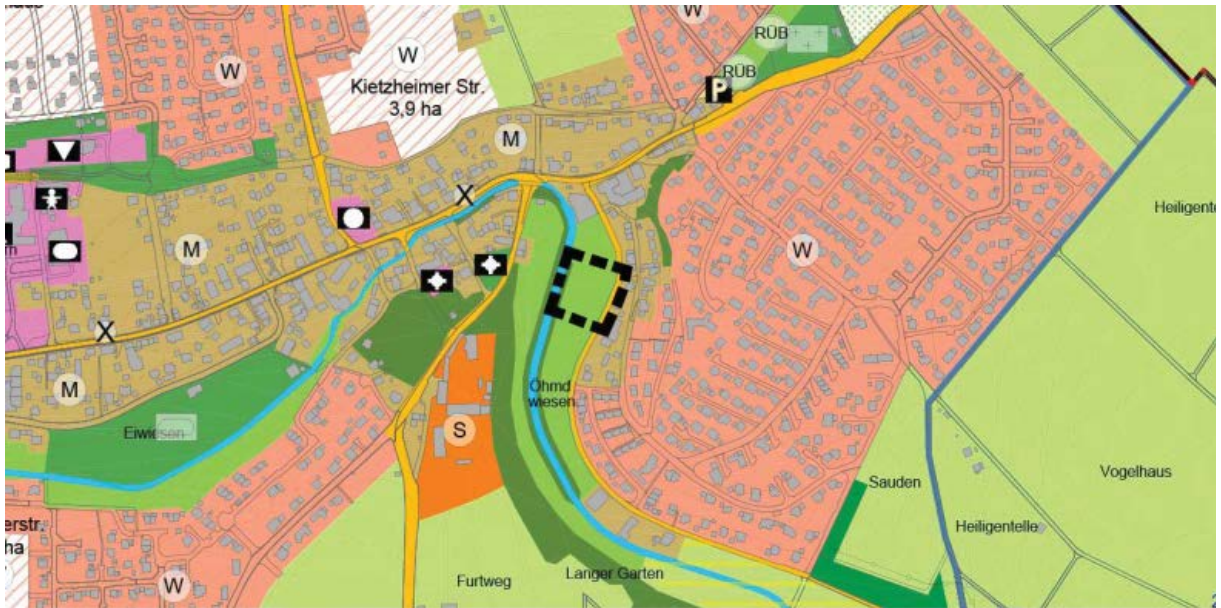 W
RÜB
W
W
Kietzheimer Str.
3,9 ha
RÜB
P
M
X
Heiligente
M
W
X
M
Öhmd
wiesen
Eiwiesen
S
Sauden
Vogelhaus
erstr.
ha
Heiligentelle
W
Furtweg
Langer Garten